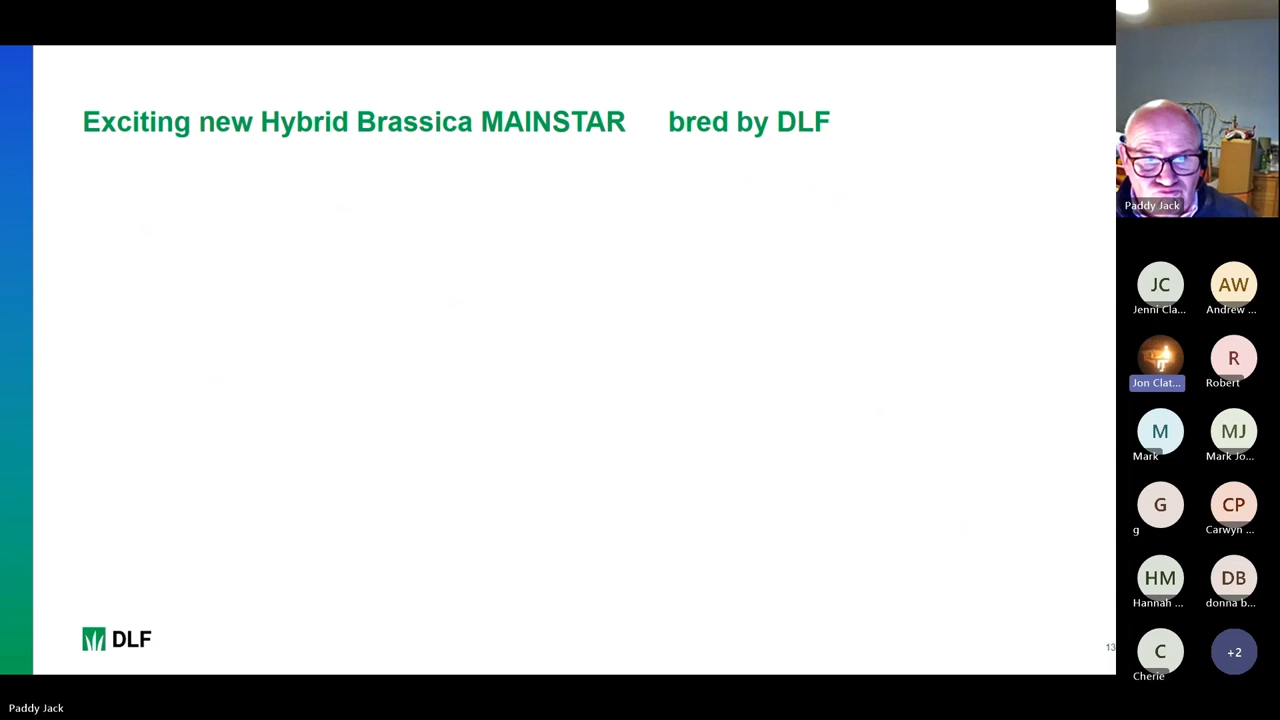 Exciting new Hybrid Brassica MAINSTAR bred by DLF
DLF
13
Paddy Jack
JC
Jenni Cla...
AW
Andrew ...
Jon Clat...
R
Robert
M
Mark
MJ
Mark Jo...
G
g
CP
Carwyn ...
HM
Hannah ...
DB
donna b...
C
Cherie
+2
Paddy Jack